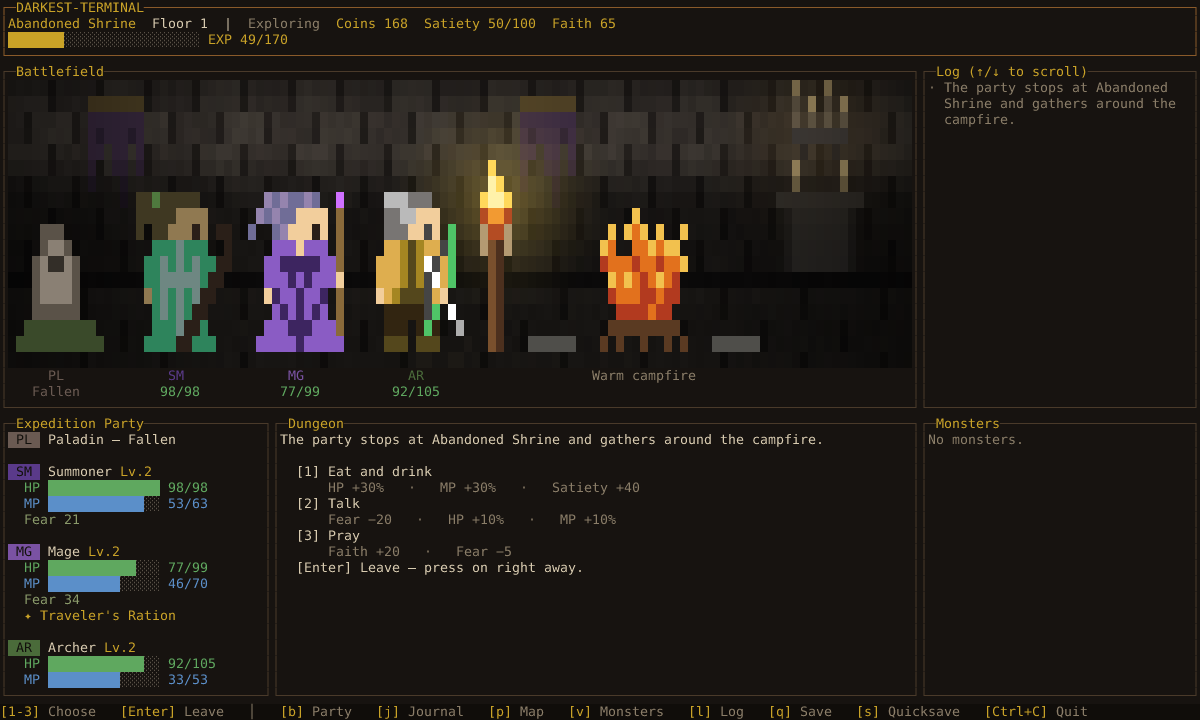 DARKEST-TERMINAL
Abandoned Shrine  Floor 1  |  Exploring  Coins 168  Satiety 50/100  Faith 65
EXP 49/170
Battlefield
PL SM MG AR Warm campfire
Fallen 98/98 77/99 92/105
Log (↑/↓ to scroll)
· The party stops at Abandoned
Shrine and gathers around the
campfire.
Expedition Party
PL Paladin — Fallen
SM Summoner Lv.2
HP 98/98
MP 53/63
Fear 21
MG Mage Lv.2
HP 77/99
MP 46/70
Fear 34
✦ Traveler's Ration
AR Archer Lv.2
HP 92/105
MP 33/53
Dungeon
The party stops at Abandoned Shrine and gathers around the campfire.
[1] Eat and drink
HP +30%   ·   MP +30%   ·   Satiety +40
[2] Talk
Fear −20   ·   HP +10%   ·   MP +10%
[3] Pray
Faith +20   ·   Fear −5
[Enter] Leave — press on right away.
Monsters
No monsters.
[1-3] Choose   [Enter] Leave   │   [b] Party   [j] Journal   [p] Map   [v] Monsters   [l] Log   [q] Save   [s] Quicksave   [Ctrl+C] Quit